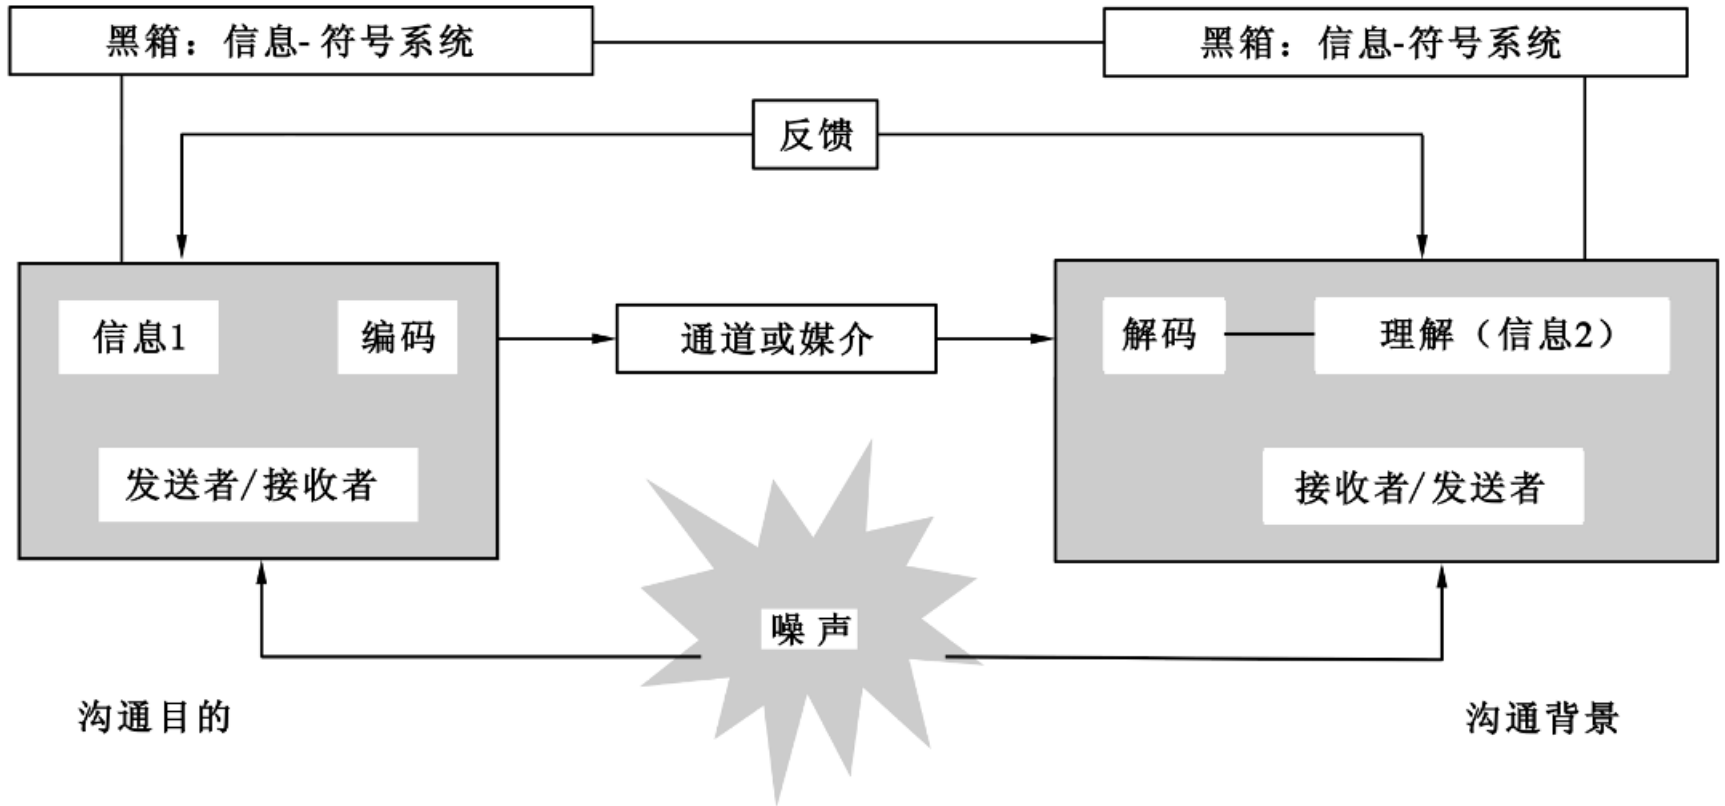 黑箱：信息-符号系统
黑箱：信息-符号系统
反馈
信息1
编码
通道或媒介
解码
理解（信息2）
发送者/接收者
接收者/发送者
噪声
沟通目的
沟通背景